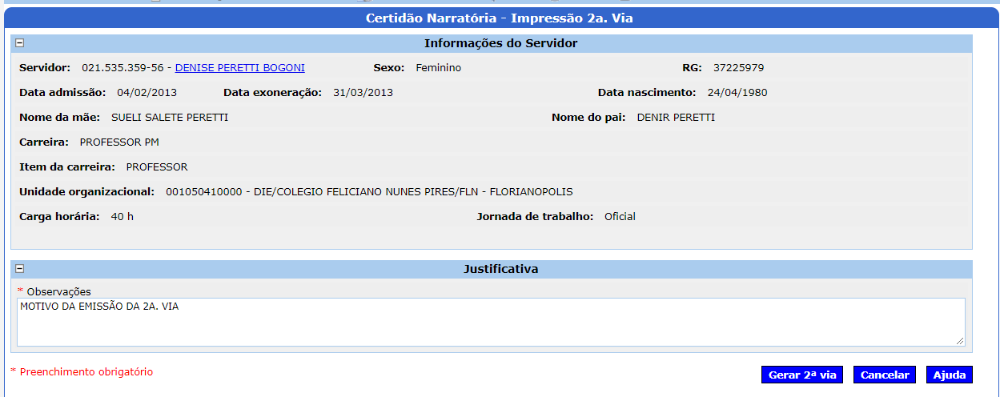 Certidão Narratória - Impressão 2a. Via
Informações do Servidor
Servidor: 021.535.359-56 - DENISE PERETTI BOGONI Sexo: Feminino RG: 37225979
Data admissão: 04/02/2013 Data exoneração: 31/03/2013 Data nascimento: 24/04/1980
Nome da mãe: SUELI SALETE PERETTI Nome do pai: DENIR PERETTI
Carreira: PROFESSOR PM
Item da carreira: PROFESSOR
Unidade organizacional: 001050410000 - DIE/COLEGIO FELICIANO NUNES PIRES/FLN - FLORIANOPOLIS
Carga horária: 40 h Jornada de trabalho: Oficial
Justificativa
* Observações
MOTIVO DA EMISSÃO DA 2A. VIA
* Preenchimento obrigatório Gerar 2ª via Cancelar Ajuda